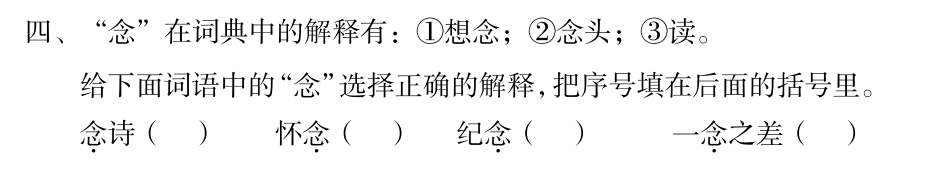 四、“念”在词典中的解释有：①想念；②念头；③读。
给下面词语中的“念”选择正确的解释,把序号填在后面的括号里。
念诗（　）　　怀念（　）　　纪念（　）　　一念之差（　）